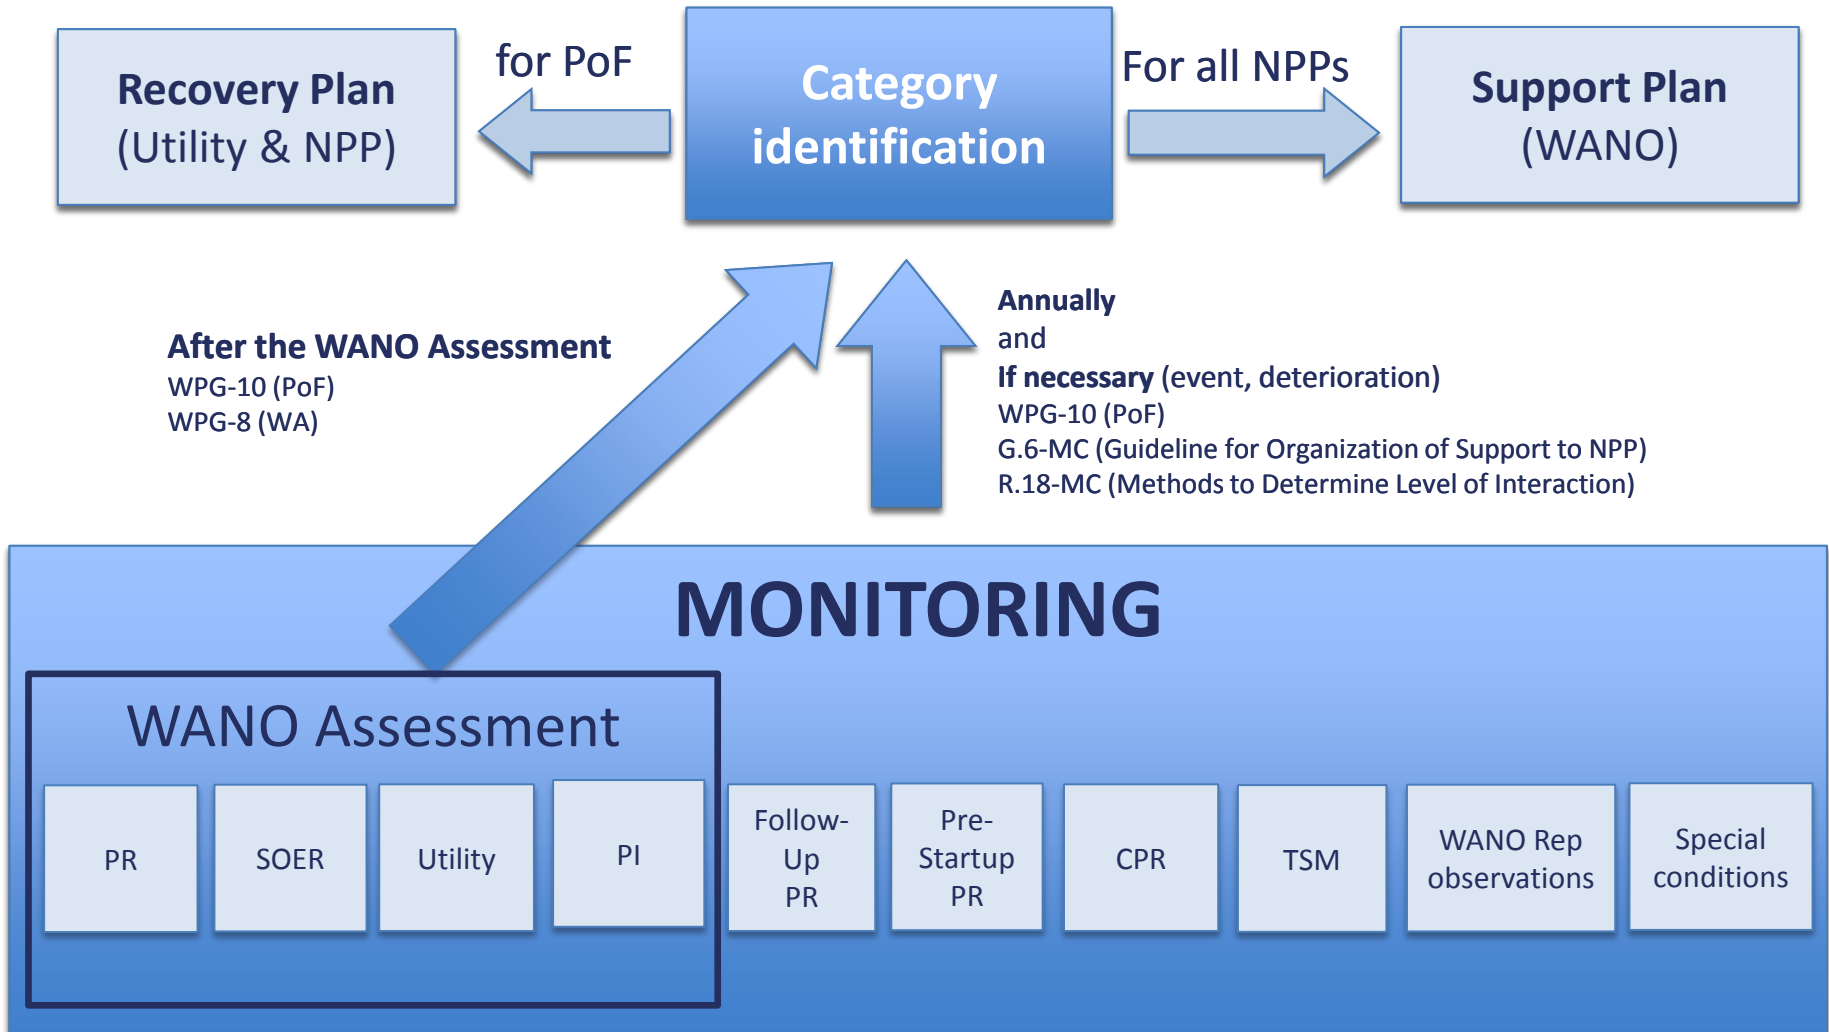 Recovery Plan
(Utility & NPP)
for PoF
Category
identification
For all NPPs
Support Plan
(WANO)
After the WANO Assessment
WPG-10 (PoF)
WPG-8 (WA)
Annually
and
If necessary (event, deterioration)
WPG-10 (PoF)
G.6-MC (Guideline for Organization of Support to NPP)
R.18-MC (Methods to Determine Level of Interaction)
MONITORING
WANO Assessment
PR
SOER
Utility
PI
Follow-
Up
PR
Pre-
Startup
PR
CPR
TSM
WANO Rep
observations
Special
conditions